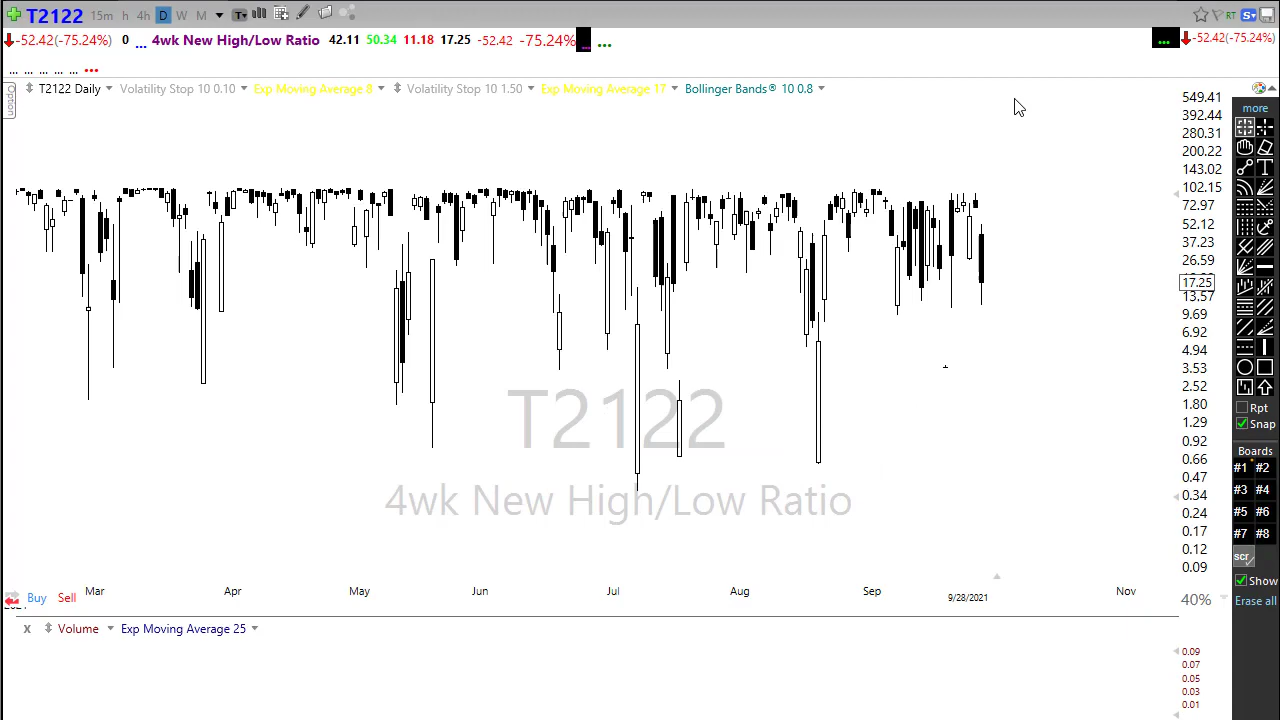 T2122 15m h 4h D W M T
RT S
-52.42(-75.24%) 0 ... 4wk New High/Low Ratio 42.11 50.34 11.18 17.25 -52.42 -75.24% ... ...
... -52.42(-75.24%)
... ... ... ... ... ...
Option
T2122 Daily Volatility Stop 10 0.10 Exp Moving Average 8 Volatility Stop 10 1.50 Exp Moving Average 17 Bollinger Bands® 10 0.8
549.41
392.44
280.31
200.22
143.02
102.15
72.97
52.12
37.23
26.59
17.25
13.57
9.69
6.92
4.94
3.53
2.52
1.80
1.29
0.92
0.66
0.47
0.34
0.24
0.17
0.12
0.09
T2122
4wk New High/Low Ratio
more
T
Rpt
Snap
Boards
#1 #2
#3 #4
#5 #6
#7 #8
scr
Show
Erase all
Mar Apr May Jun Jul Aug Sep 9/28/2021 Nov
Buy Sell
40%
X Volume Exp Moving Average 25
0.09
0.07
0.05
0.03
0.01